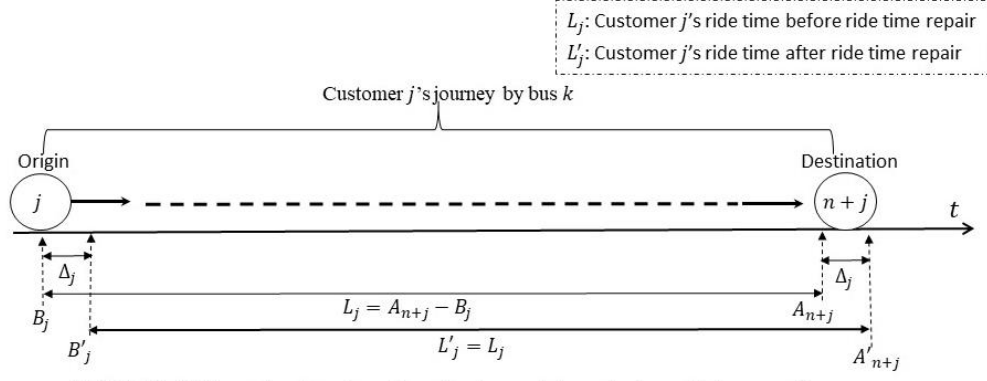 L_j: Customer j's ride time before ride time repair
L'_j: Customer j's ride time after ride time repair
Customer j's journey by bus k
Origin
Destination
j
n + j
t
Δ_j
Δ_j
L_j = A_{n+j} − B_j
B_j
A_{n+j}
L'_j = L_j
B'_j
A'_{n+j}